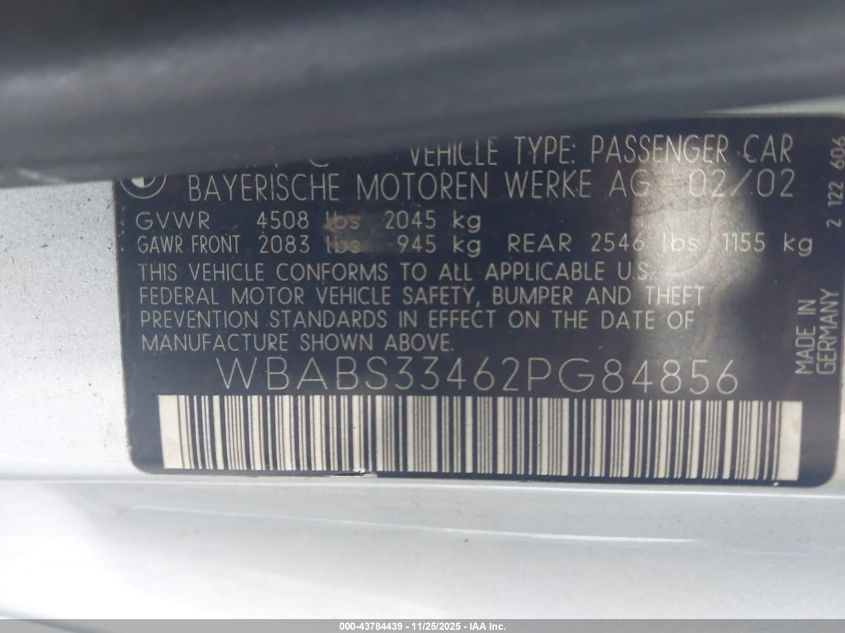 VEHICLE TYPE: PASSENGER CAR
BAYERISCHE MOTOREN WERKE AG 02/02
GVWR 4508 lbs 2045 kg
GAWR FRONT 2083 lbs 945 kg REAR 2546 lbs 1155 kg
THIS VEHICLE CONFORMS TO ALL APPLICABLE U.S.
FEDERAL MOTOR VEHICLE SAFETY, BUMPER AND THEFT
PREVENTION STANDARDS IN EFFECT ON THE DATE OF
MANUFACTURE SHOWN ABOVE.
WBABS33462PG84856
MADE IN
GERMANY
2 122 606
000-43784439 - 11/25/2025 - IAA Inc.